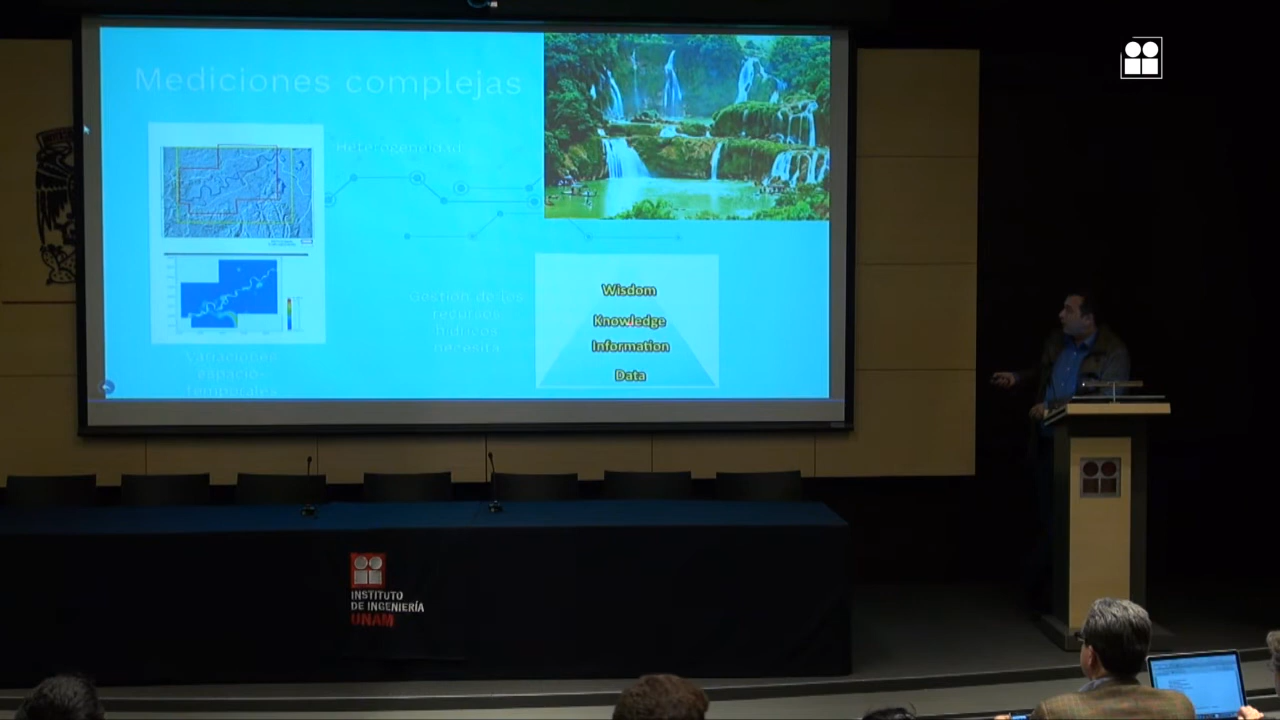 Mediciones complejas
Heterogeneidad
Gestión de los
recursos
hídricos
necesita
Wisdom
Knowledge
Information
Data
Variaciones
espacio-
temporales
INSTITUTO
DE INGENIERÍA
UNAM